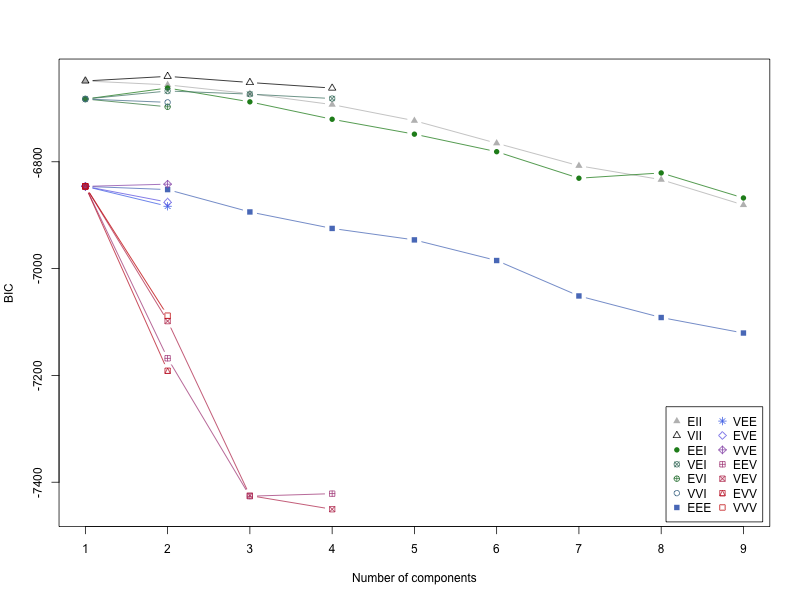 -6800
-7000
-7200
-7400
BIC
1 2 3 4 5 6 7 8 9
Number of components
EII VEE
VII EVE
EEI VVE
VEI EEV
EVI VEV
VVI EVV
EEE VVV